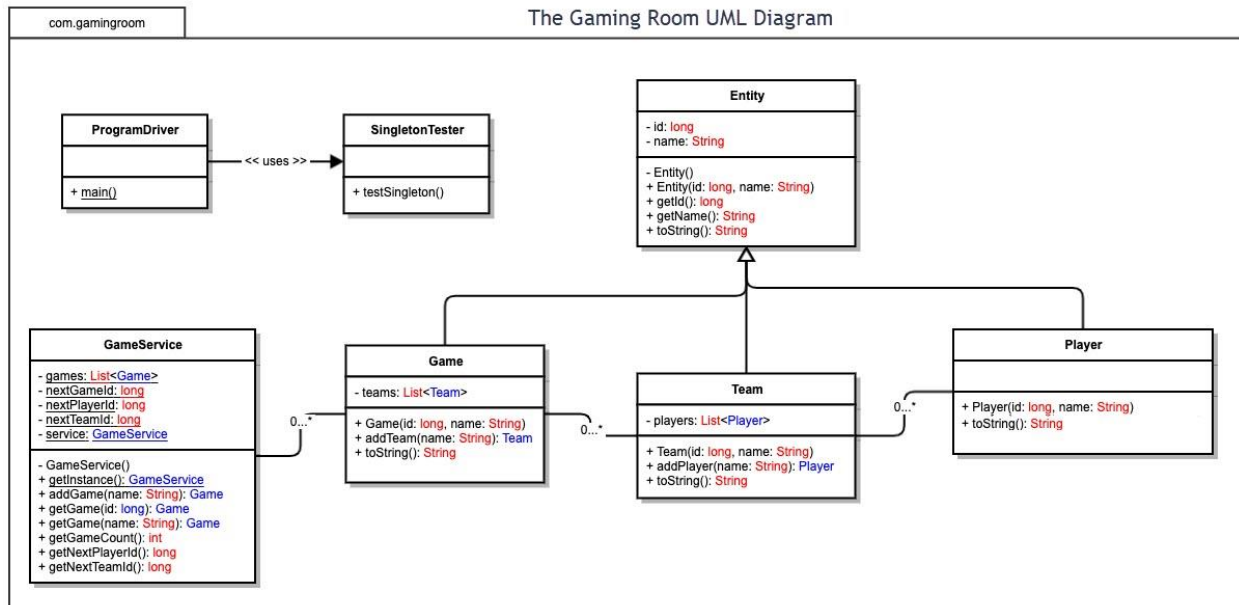 com.gamingroom
The Gaming Room UML Diagram
ProgramDriver
+ main()
<< uses >>
SingletonTester
+ testSingleton()
Entity
- id: long
- name: String
- Entity()
+ Entity(id: long, name: String)
+ getId(): long
+ getName(): String
+ toString(): String
GameService
- games: List<Game>
- nextGameId: long
- nextPlayerId: long
- nextTeamId: long
- service: GameService
- GameService()
+ getInstance(): GameService
+ addGame(name: String): Game
+ getGame(id: long): Game
+ getGame(name: String): Game
+ getGameCount(): int
+ getNextPlayerId(): long
+ getNextTeamId(): long
0...*
Game
- teams: List<Team>
+ Game(id: long, name: String)
+ addTeam(name: String): Team
+ toString(): String
0...*
Team
- players: List<Player>
+ Team(id: long, name: String)
+ addPlayer(name: String): Player
+ toString(): String
0...*
Player
+ Player(id: long, name: String)
+ toString(): String